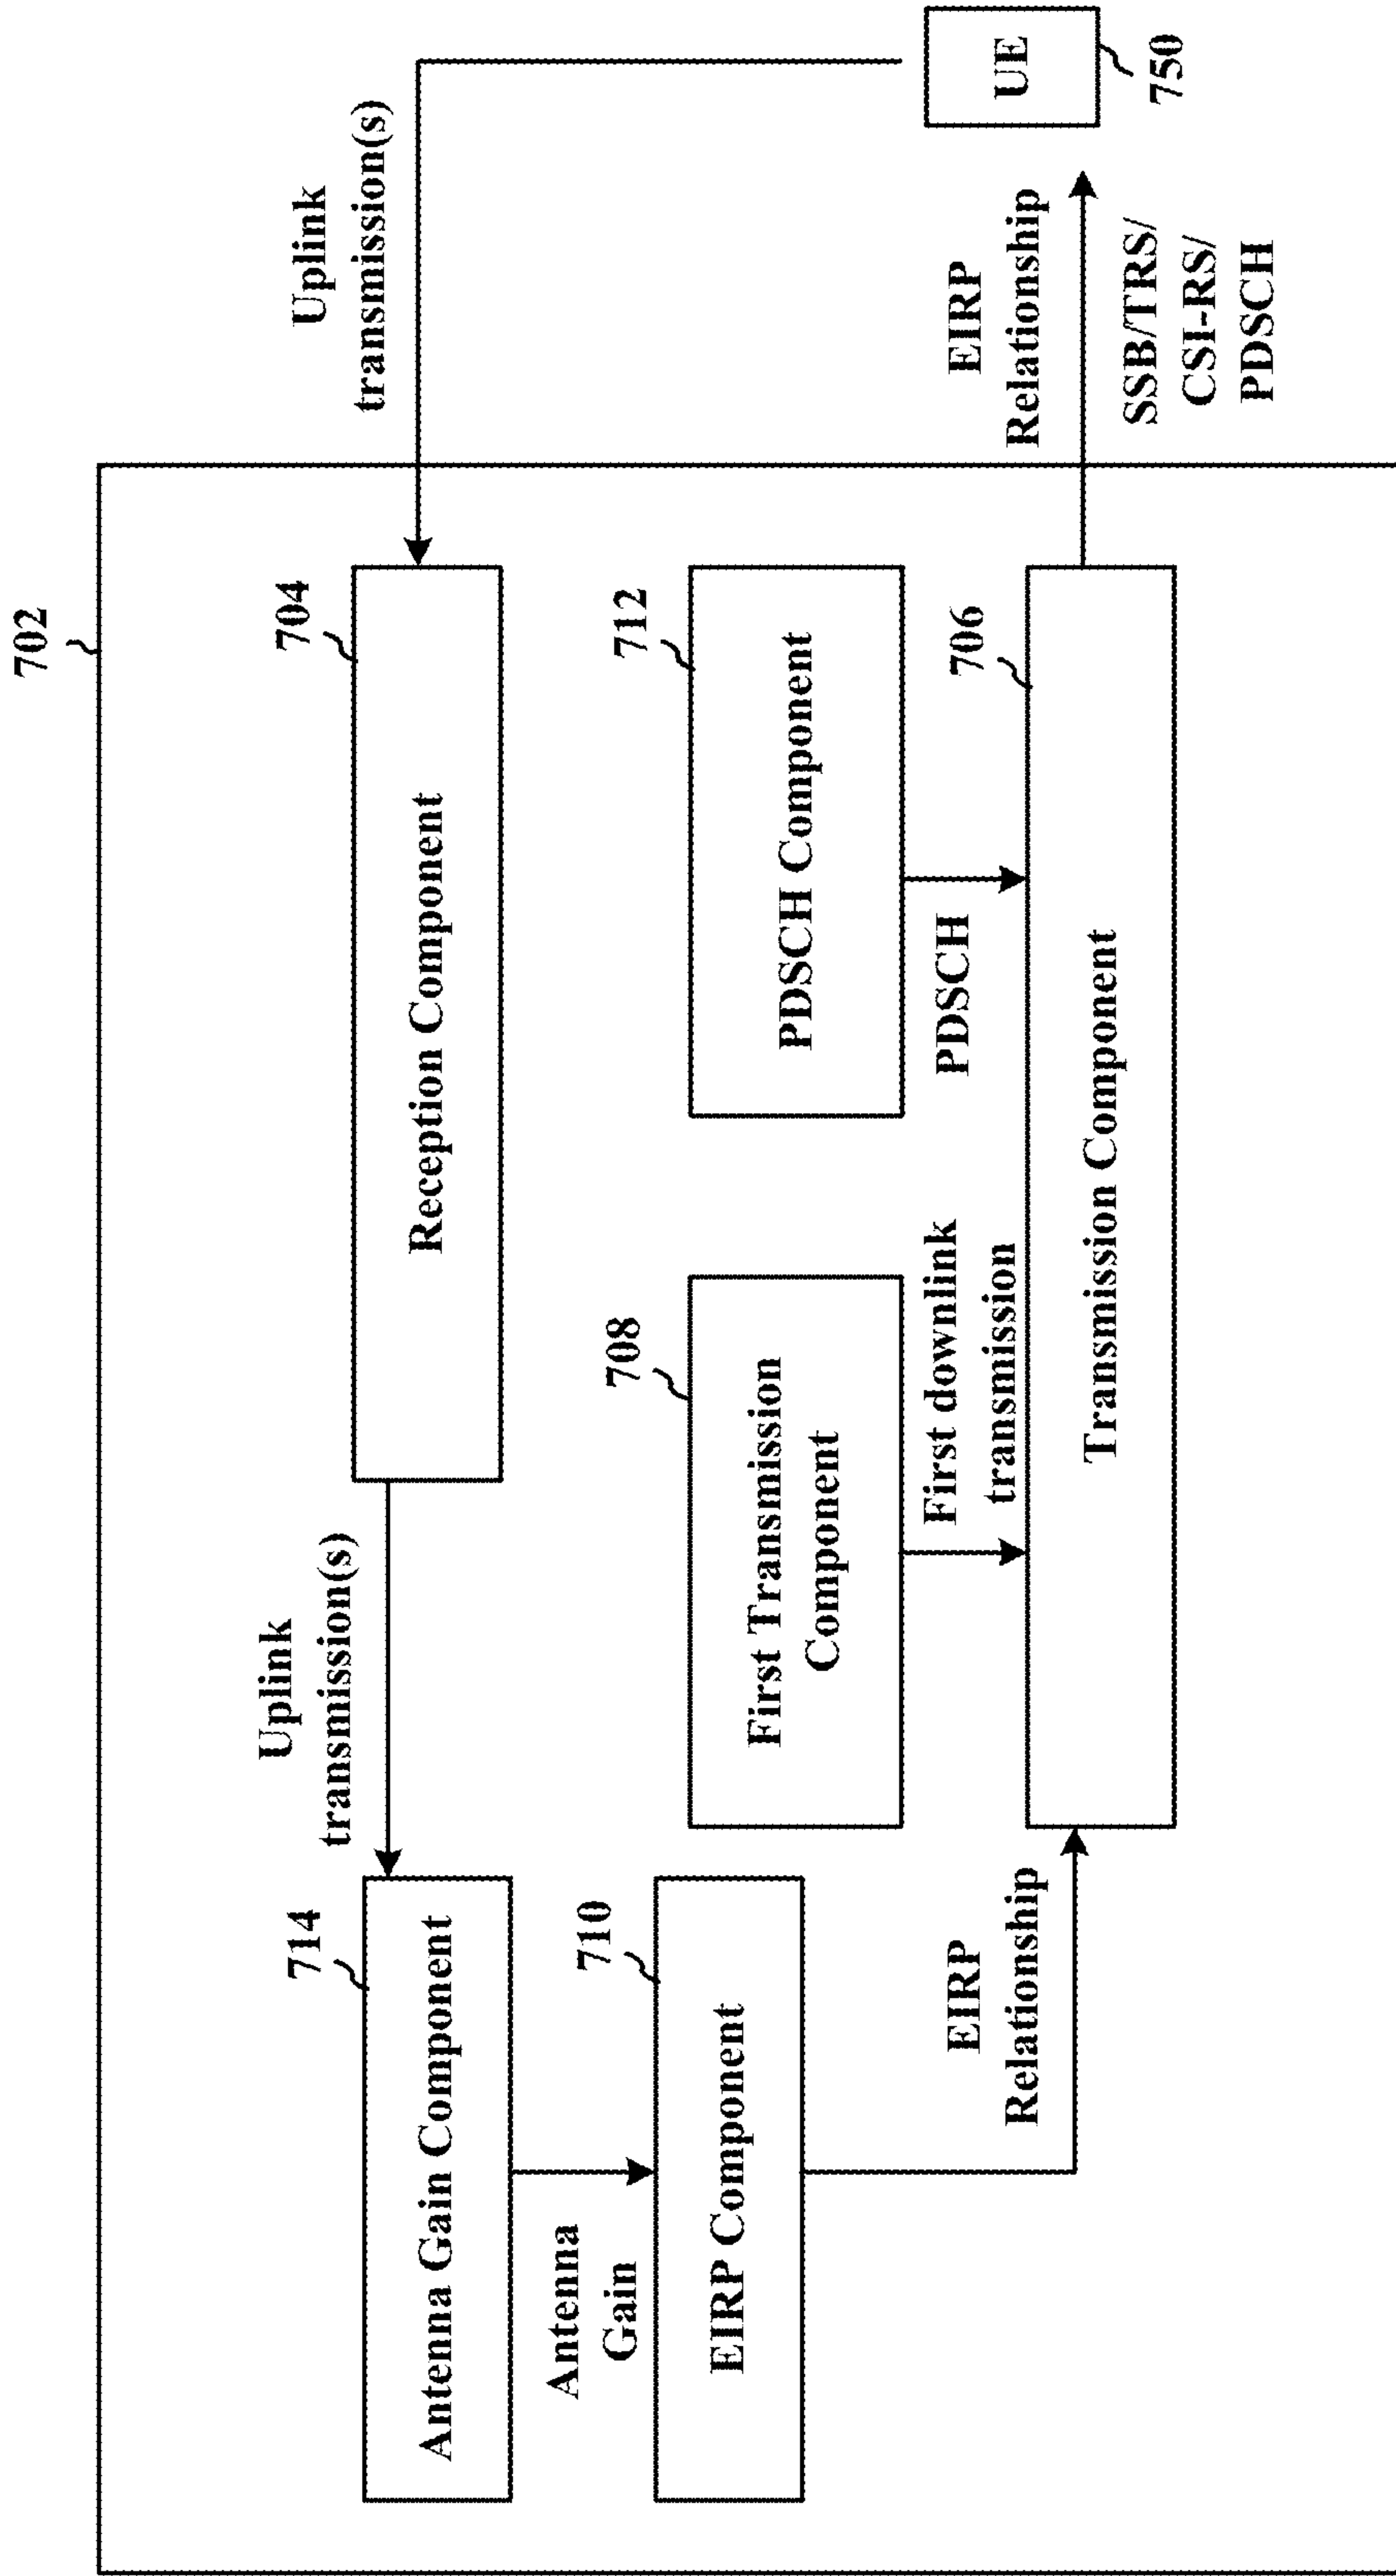 702
Uplink
transmission(s)
704
Reception Component
Uplink
transmission(s)
714
Antenna Gain Component
Antenna
Gain
710
EIRP Component
EIRP
Relationship
708
First Transmission
Component
First downlink
transmission
712
PDSCH Component
PDSCH
706
Transmission Component
EIRP
Relationship
SSB/TRS/
CSI-RS/
PDSCH
UE
750